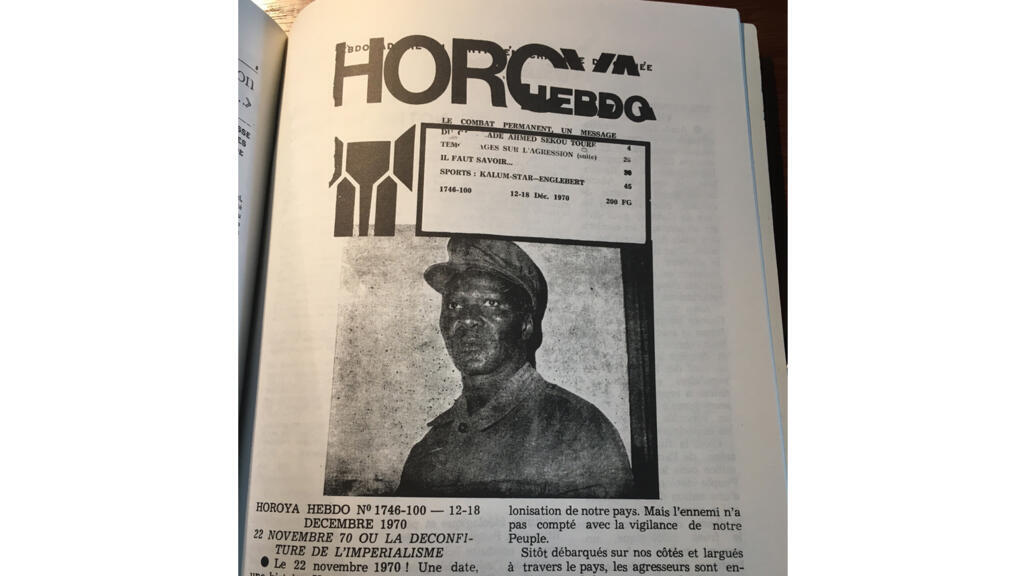 HOROYA
HEBDO
LE COMBAT PERMANENT, UN MESSAGE
AHMED SEKOU TOURE 4
SUR L'AGRESSION (suite) 26
IL FAUT SAVOIR...
SPORTS : KALUM-STAR—ENGLEBERT 45
1746-100 12-18 Déc. 1970 200 FG
HOROYA HEBDO Nº 1746-100 — 12-18
DECEMBRE 1970
22 NOVEMBRE 70 OU LA DECONFI-
TURE DE L'IMPERIALISME
● Le 22 novembre 1970 ! Une date,
lonisation de notre pays. Mais l'ennemi n'a
pas compté avec la vigilance de notre
Peuple.
Sitôt débarqués sur nos côtés et largués
à travers le pays, les agresseurs sont en-